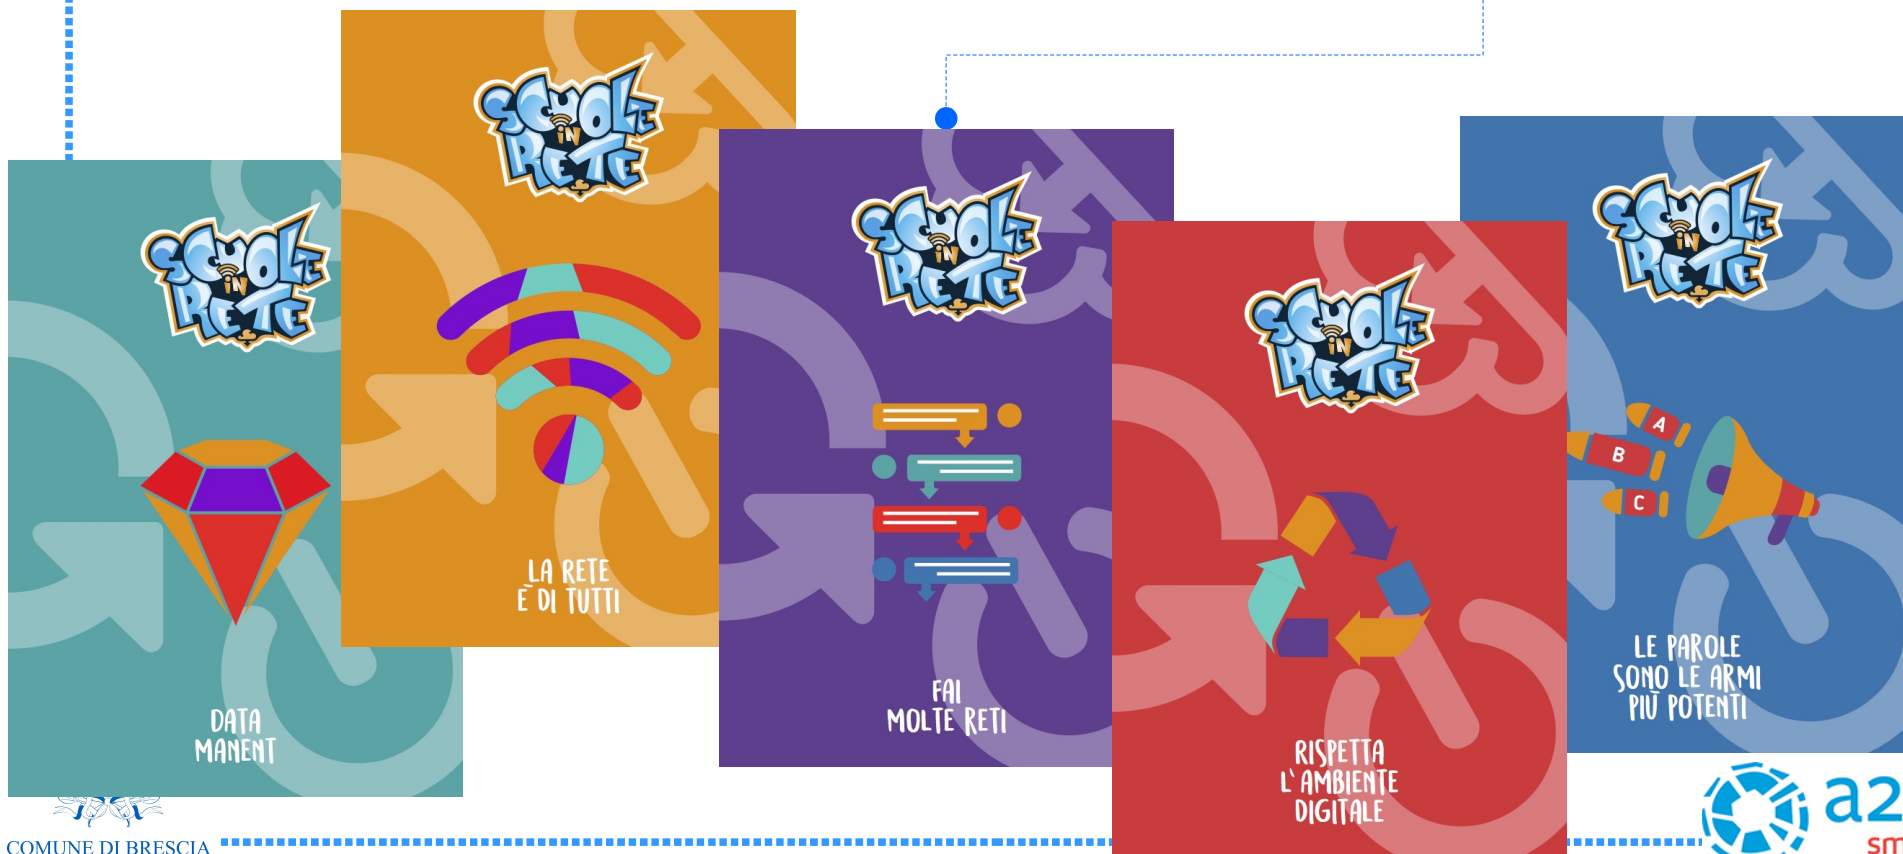 SCUOLE
iN
RETE
DATA
MANENT
SCUOLE
iN
RETE
LA RETE
È DI TUTTI
SCUOLE
iN
RETE
FAI
MOLTE RETI
SCUOLE
iN
RETE
RISPETTA
L'AMBIENTE
DIGITALE
SCUOLE
iN
RETE
A
B
C
LE PAROLE
SONO LE ARMI
PIÙ POTENTI
COMUNE DI BRESCIA
a2
sm